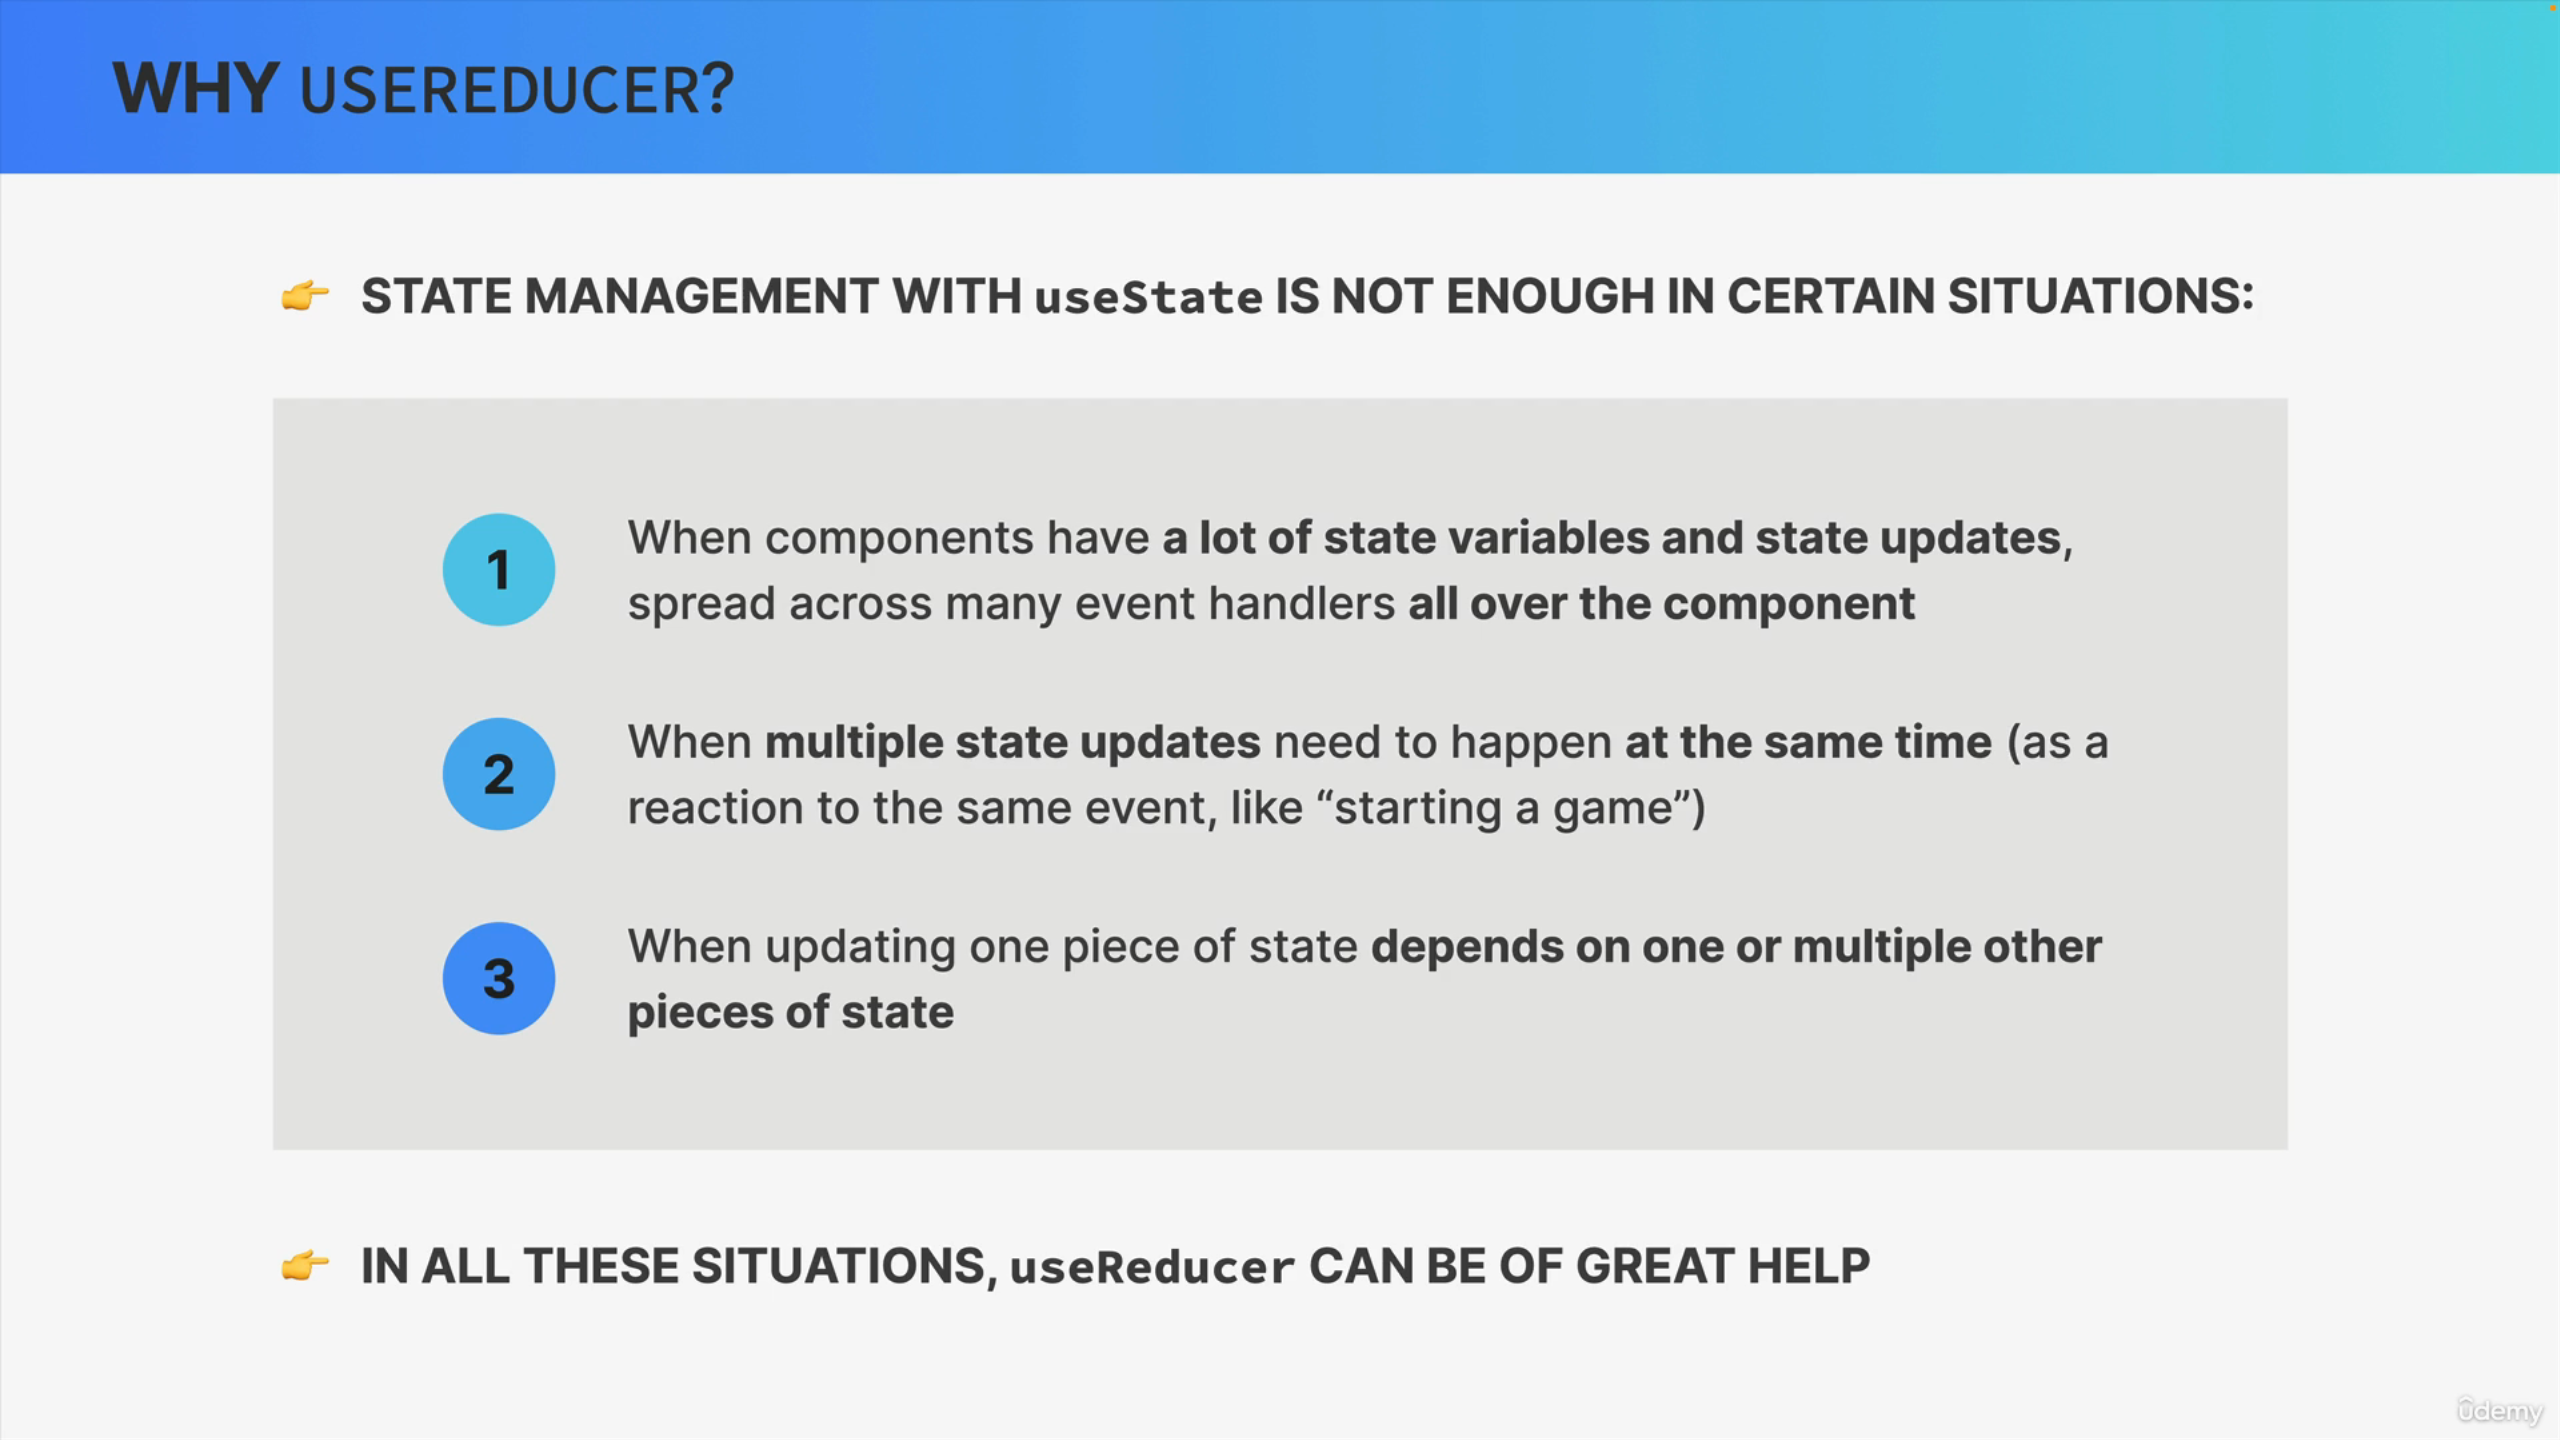 WHY USEREDUCER?
👉 STATE MANAGEMENT WITH useState IS NOT ENOUGH IN CERTAIN SITUATIONS:
1
When components have a lot of state variables and state updates,
spread across many event handlers all over the component
2
When multiple state updates need to happen at the same time (as a
reaction to the same event, like “starting a game”)
3
When updating one piece of state depends on one or multiple other
pieces of state
👉 IN ALL THESE SITUATIONS, useReducer CAN BE OF GREAT HELP
ûdemy